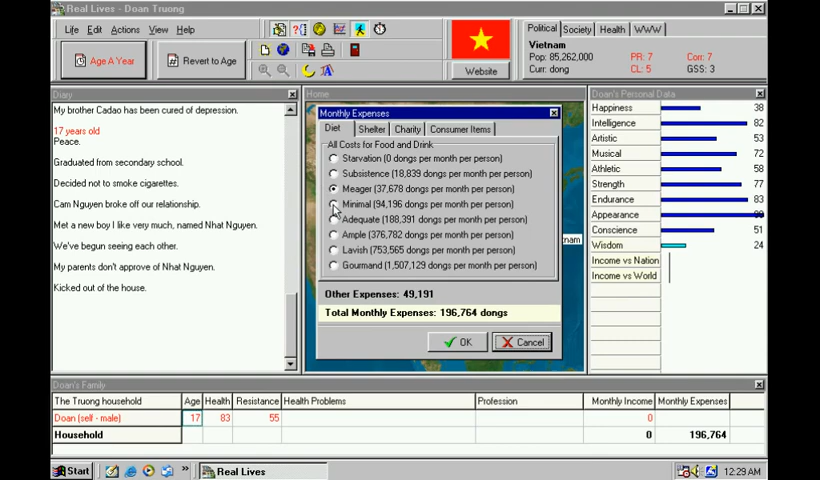 Real Lives - Doan Truong
Life Edit Actions View Help
Age A Year
Revert to Age
Website
Political Society Health WWW
Vietnam
Pop: 85,262,000 PR: 7 Corr: 7
Curr: dong CL: 5 GSS: 3
Diary
My brother Cadao has been cured of depression.
17 years old
Peace.
Graduated from secondary school.
Decided not to smoke cigarettes.
Cam Nguyen broke off our relationship.
Met a new boy I like very much, named Nhat Nguyen.
We've begun seeing each other.
My parents don't approve of Nhat Nguyen.
Kicked out of the house.
Home
Monthly Expenses
Diet Shelter Charity Consumer Items
All Costs for Food and Drink
Starvation (0 dongs per month per person)
Subsistence (18,839 dongs per month per person)
Meager (37,678 dongs per month per person)
Minimal (94,196 dongs per month per person)
Adequate (188,391 dongs per month per person)
Ample (376,782 dongs per month per person)
Lavish (753,565 dongs per month per person)
Gourmand (1,507,129 dongs per month per person)
Other Expenses: 49,191
Total Monthly Expenses: 196,764 dongs
OK Cancel
Doan's Personal Data
Happiness 38
Intelligence 82
Artistic 53
Musical 72
Athletic 58
Strength 77
Endurance 83
Appearance
Conscience 51
Wisdom 24
Income vs Nation
Income vs World
Doan's Family
The Truong household Age Health Resistance Health Problems Profession Monthly Income Monthly Expenses
Doan (self - male) 17 83 55 0
Household 0 196,764
Start Real Lives 12:29 AM